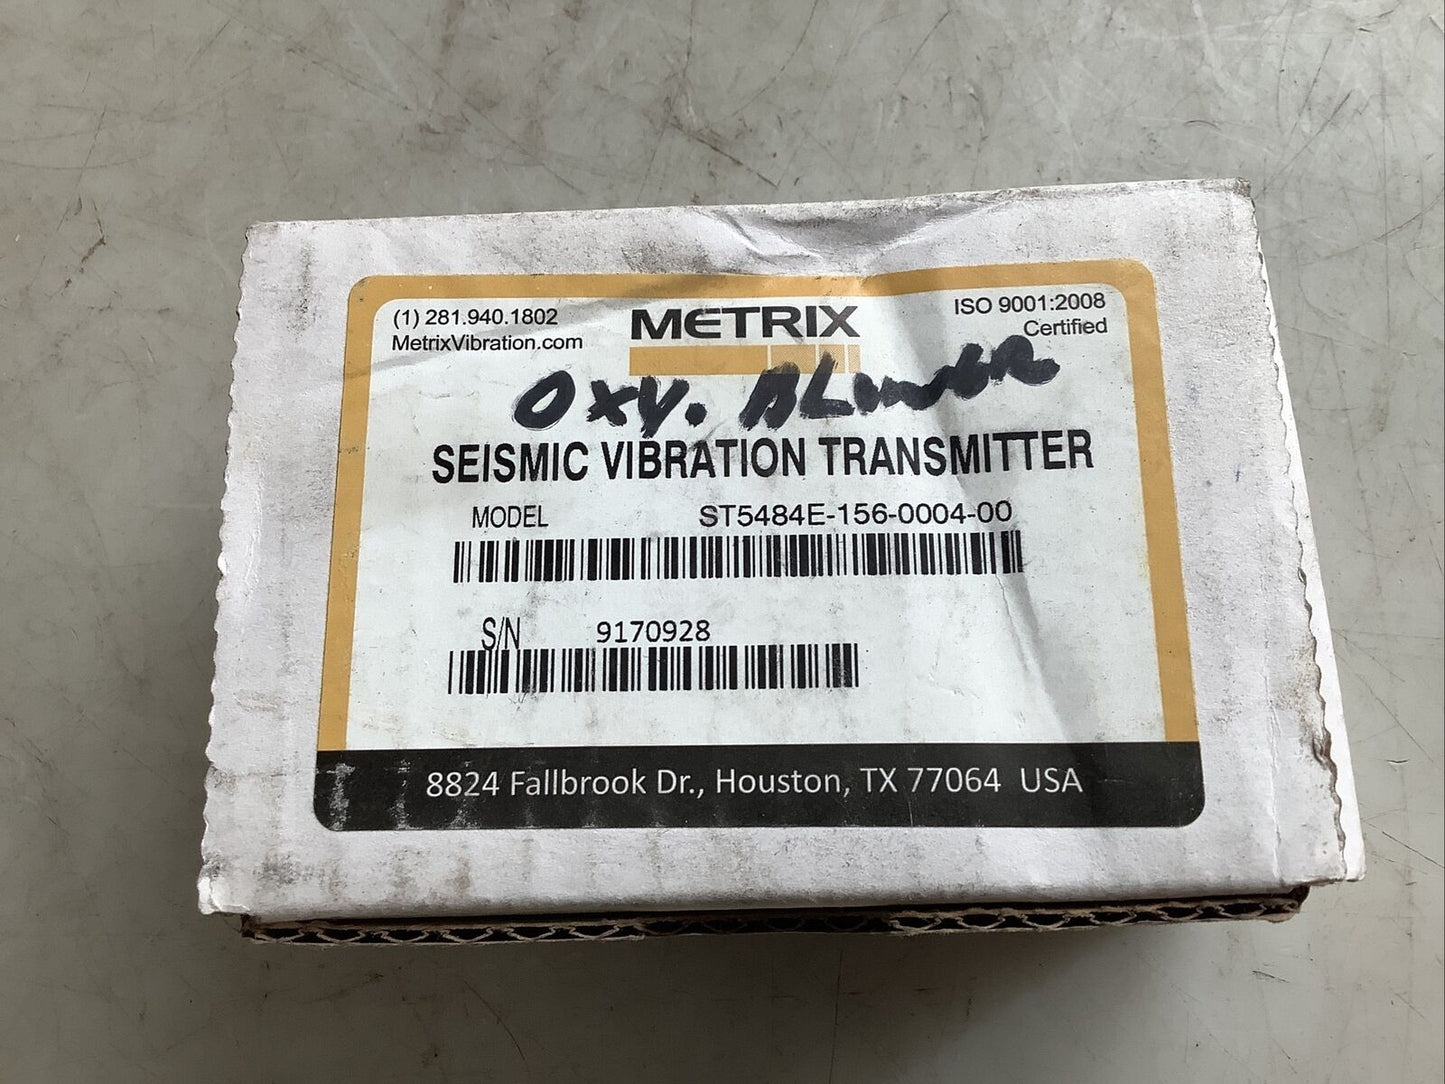 (1) 281.940.1802
MetrixVibration.com
METRIX
ISO 9001:2008
Certified
OXY.
SEISMIC VIBRATION TRANSMITTER
MODEL ST5484E-156-0004-00
S/N 9170928
8824 Fallbrook Dr., Houston, TX 77064 USA